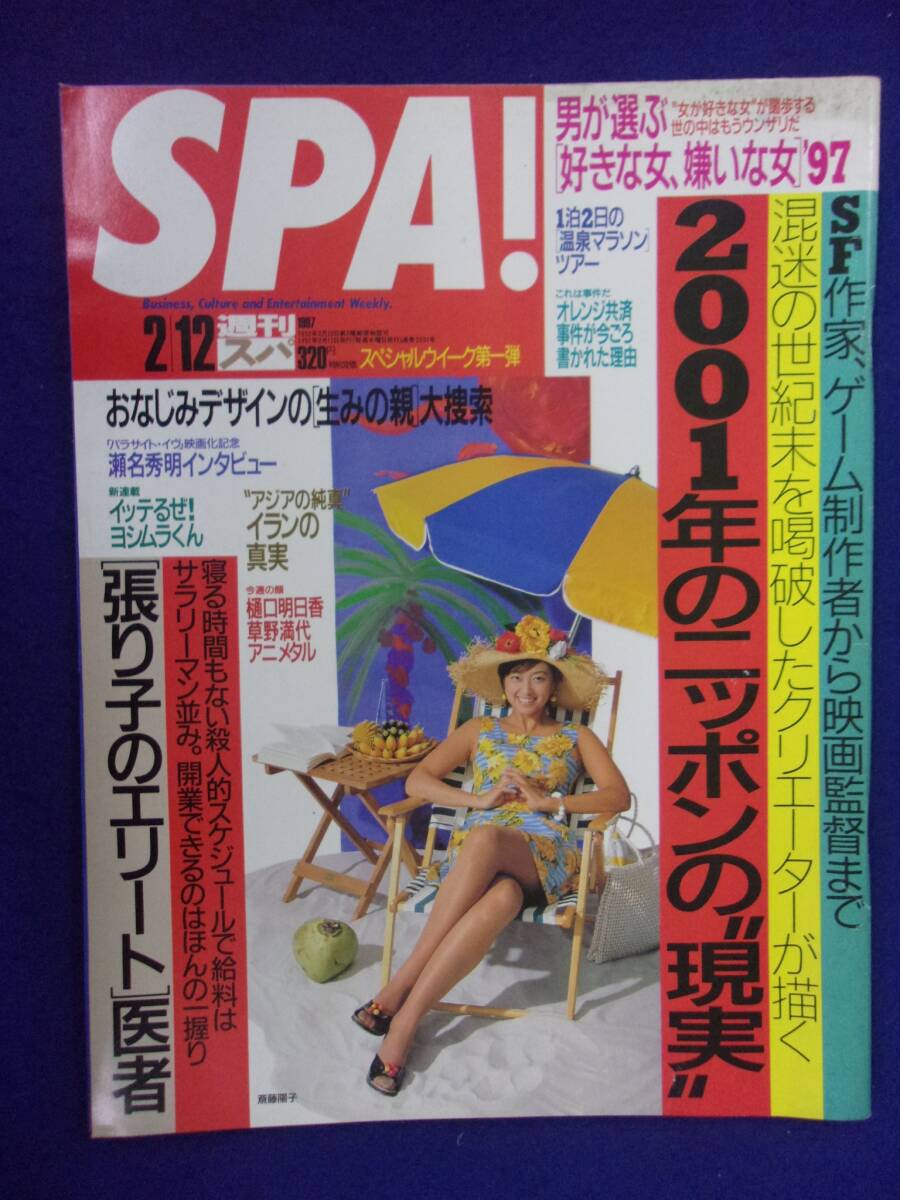 SPA!
Business, Culture and Entertainment Weekly.
2/12
週刊
スパ
1997
320円
スペシャルウイーク第一弾
男が選ぶ
"女が好きな女"が闊歩する
世の中はもうウンザリだ
[好きな女、嫌いな女]'97
1泊2日の
[温泉マラソン]
ツアー
これは事件だ
オレンジ共済
事件が今ごろ
書かれた理由
SF作家、ゲーム制作者から映画監督まで
混迷の世紀末を喝破したクリエーターが描く
2001年のニッポンの"現実"
おなじみデザインの[生みの親]大捜索
「パラサイト・イヴ」映画化記念
瀬名秀明インタビュー
新連載
イッテるぜ!
ヨシムラくん
"アジアの純真"
イランの
真実
今週の顔
樋口明日香
草野満代
アニメタル
寝る時間もない殺人的スケジュールで給料は
サラリーマン並み。開業できるのはほんの一握り
[張り子のエリート]医者
斎藤陽子